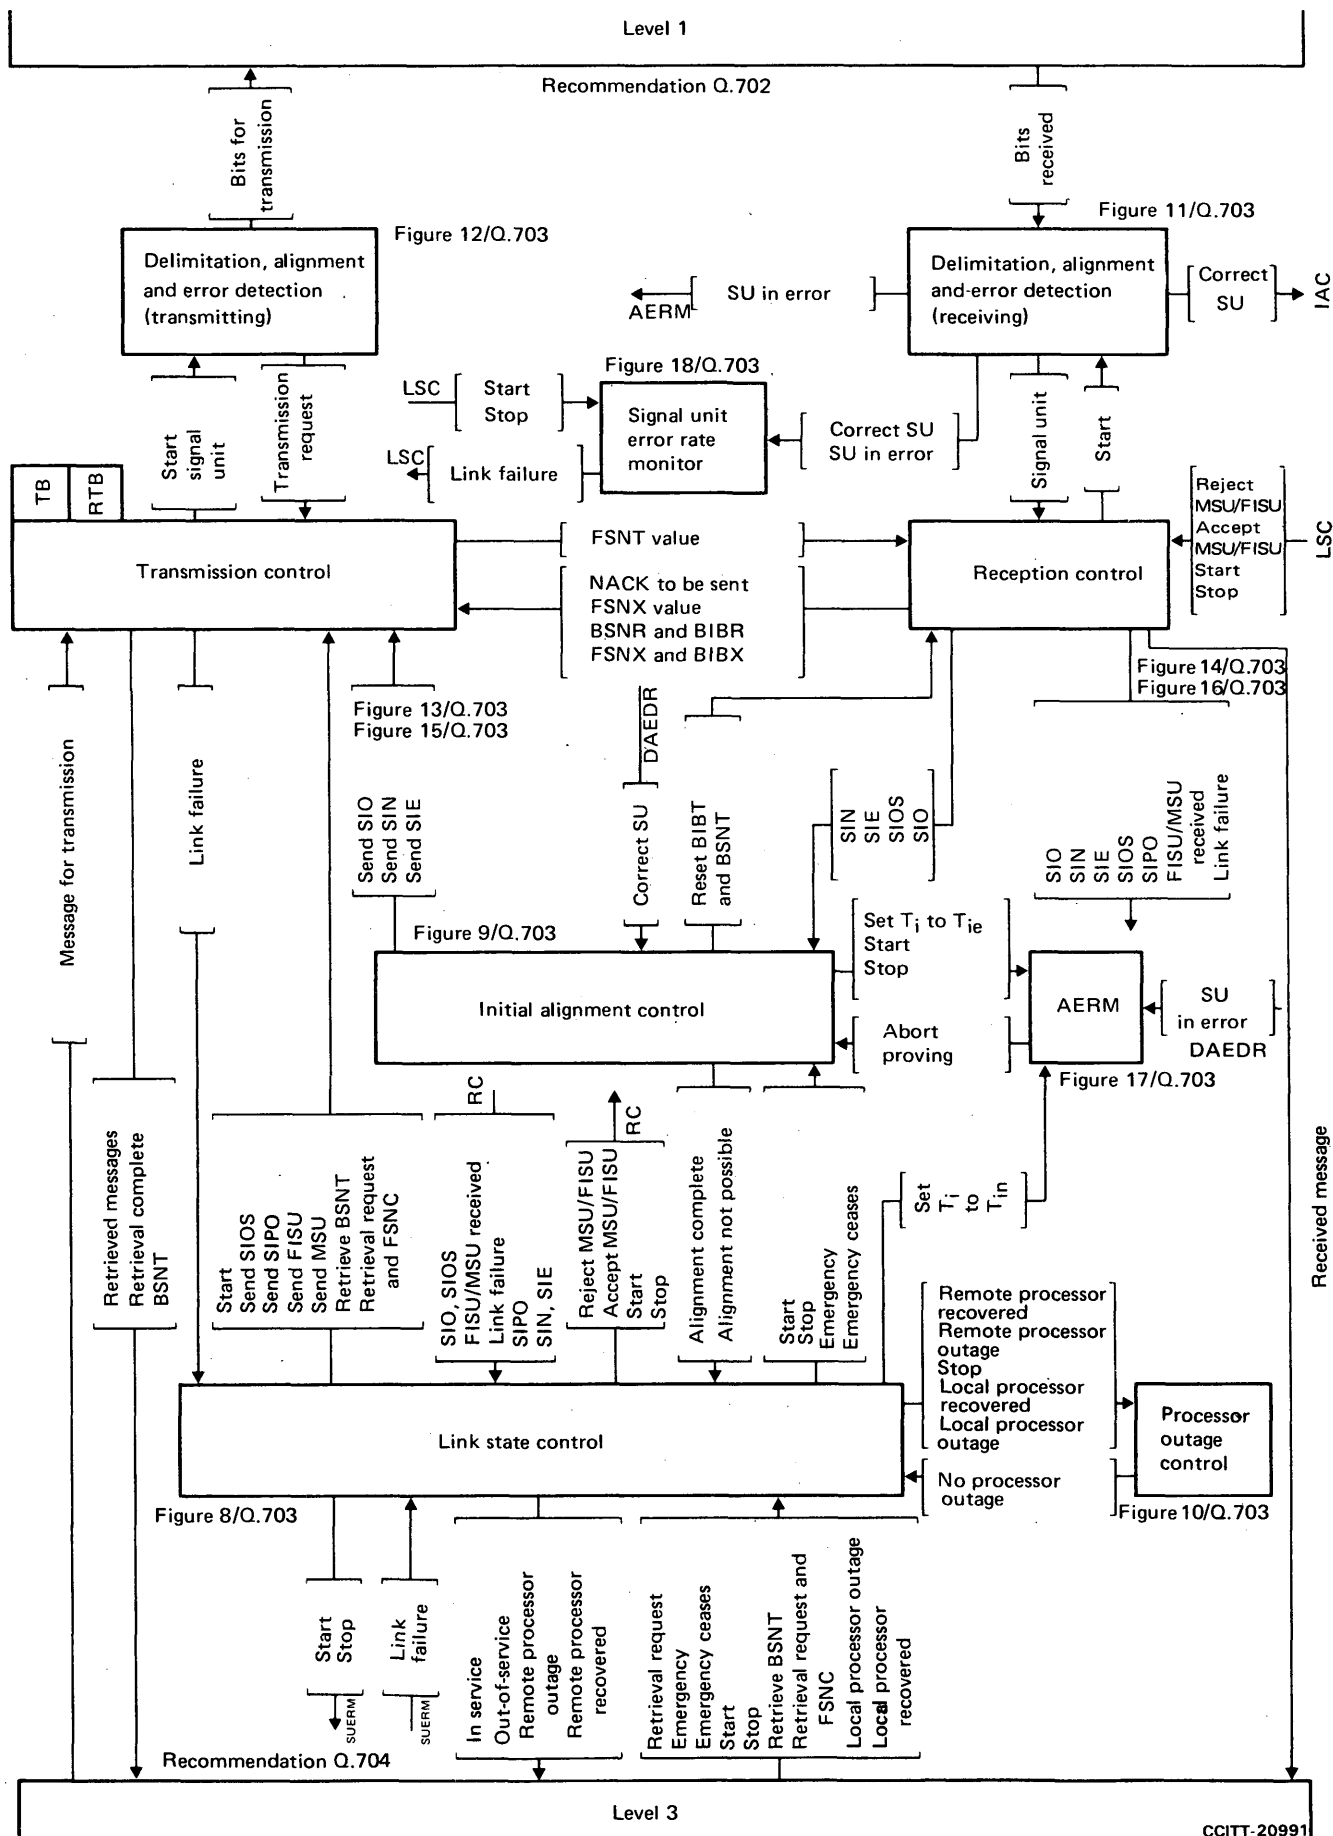 Level 1
Recommendation Q.702
Bits for
transmission
Bits
received
Figure 12/Q.703
Figure 11/Q.703
Delimitation, alignment
and error detection
(transmitting)
SU in error
AERM
Delimitation, alignment
and-error detection
(receiving)
Correct
SU
IAC
Figure 18/Q.703
LSC
Start
Stop
Signal unit
error rate
monitor
Correct SU
SU in error
LSC
Link failure
Start
signal
unit
Transmission
request
Signal unit
Start
TB
RTB
Reject
MSU/FISU
Accept
MSU/FISU
Start
Stop
LSC
Transmission control
FSNT value
Reception control
NACK to be sent
FSNX value
BSNR and BIBR
FSNX and BIBX
Figure 14/Q.703
Figure 16/Q.703
Figure 13/Q.703
Figure 15/Q.703
DAEDR
Message for transmission
Link failure
Send SIO
Send SIN
Send SIE
Correct SU
Reset BIBT
and BSNT
SIN
SIE
SIOS
SIO
SIO
SIN
SIE
SIOS
SIPO
FISU/MSU
received
Link failure
Figure 9/Q.703
Set Ti to Tie
Start
Stop
Initial alignment control
AERM
SU
in error
DAEDR
Abort
proving
Figure 17/Q.703
Retrieved messages
Retrieval complete
BSNT
Start
Send SIOS
Send SIPO
Send FISU
Send MSU
Retrieve BSNT
Retrieval request
and FSNC
RC
SIO, SIOS
FISU/MSU received
Link failure
SIPO
SIN, SIE
RC
Reject MSU/FISU
Accept MSU/FISU
Start
Stop
Alignment complete
Alignment not possible
Start
Stop
Emergency
Emergency ceases
Set
Ti
to
Tin
Received message
Remote processor
recovered
Remote processor
outage
Stop
Local processor
recovered
Local processor
outage
Link state control
Processor
outage
control
No processor
outage
Figure 8/Q.703
Figure 10/Q.703
Start
Stop
SUERM
Link
failure
SUERM
In service
Out-of-service
Remote processor
outage
Remote processor
recovered
Retrieval request
Emergency
Emergency ceases
Start
Stop
Retrieve BSNT
Retrieval request and
FSNC
Local processor outage
Local processor
recovered
Recommendation Q.704
Level 3
CCITT-20991